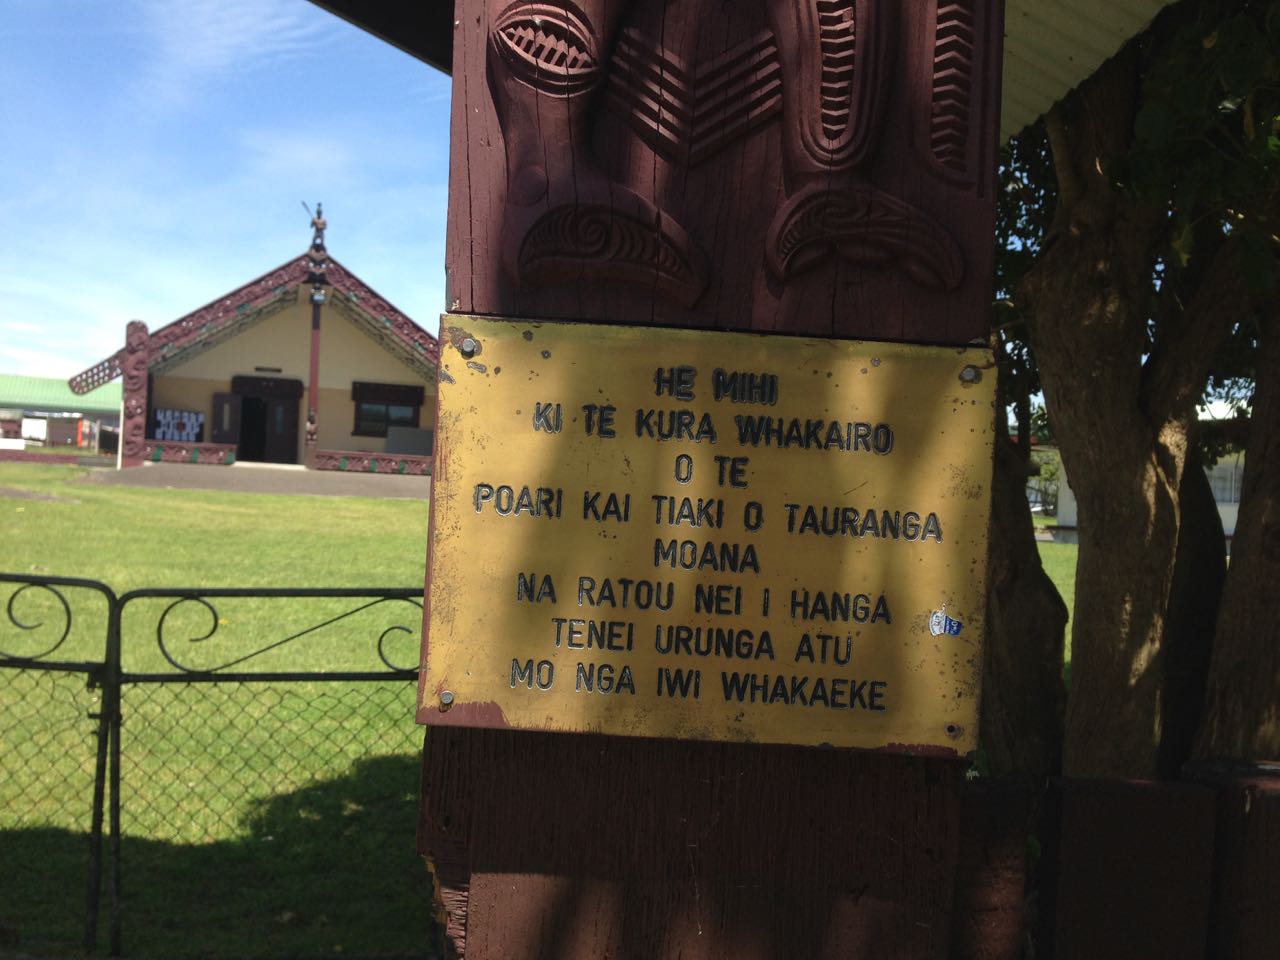 HE MIHI
KI TE KURA WHAKAIRO
O TE
POARI KAI TIAKI O TAURANGA
MOANA
NA RATOU NEI I HANGA
TENEI URUNGA ATU
MO NGA IWI WHAKAEKE